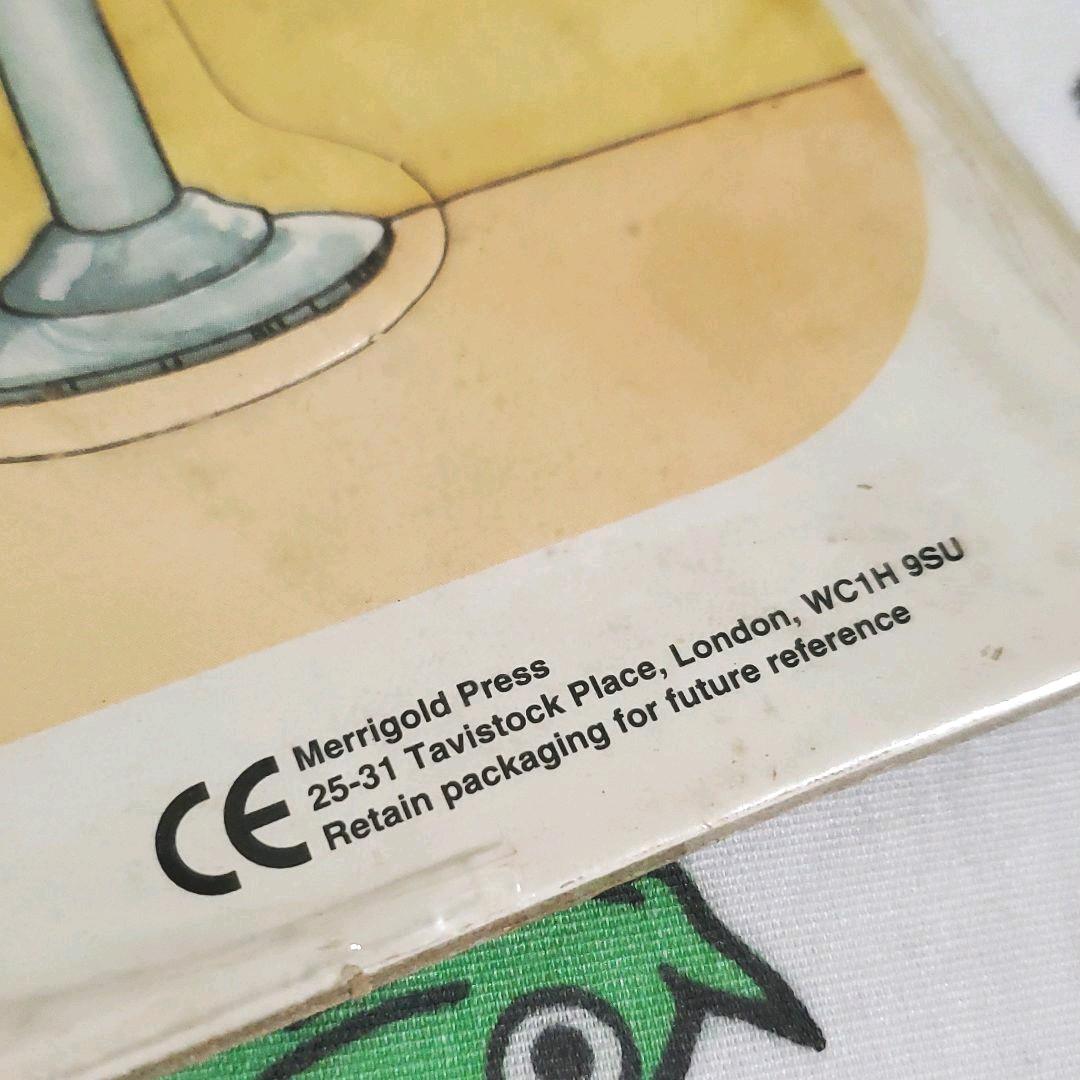 CE
Merrigold Press
25-31 Tavistock Place, London, WC1H 9SU
Retain packaging for future reference